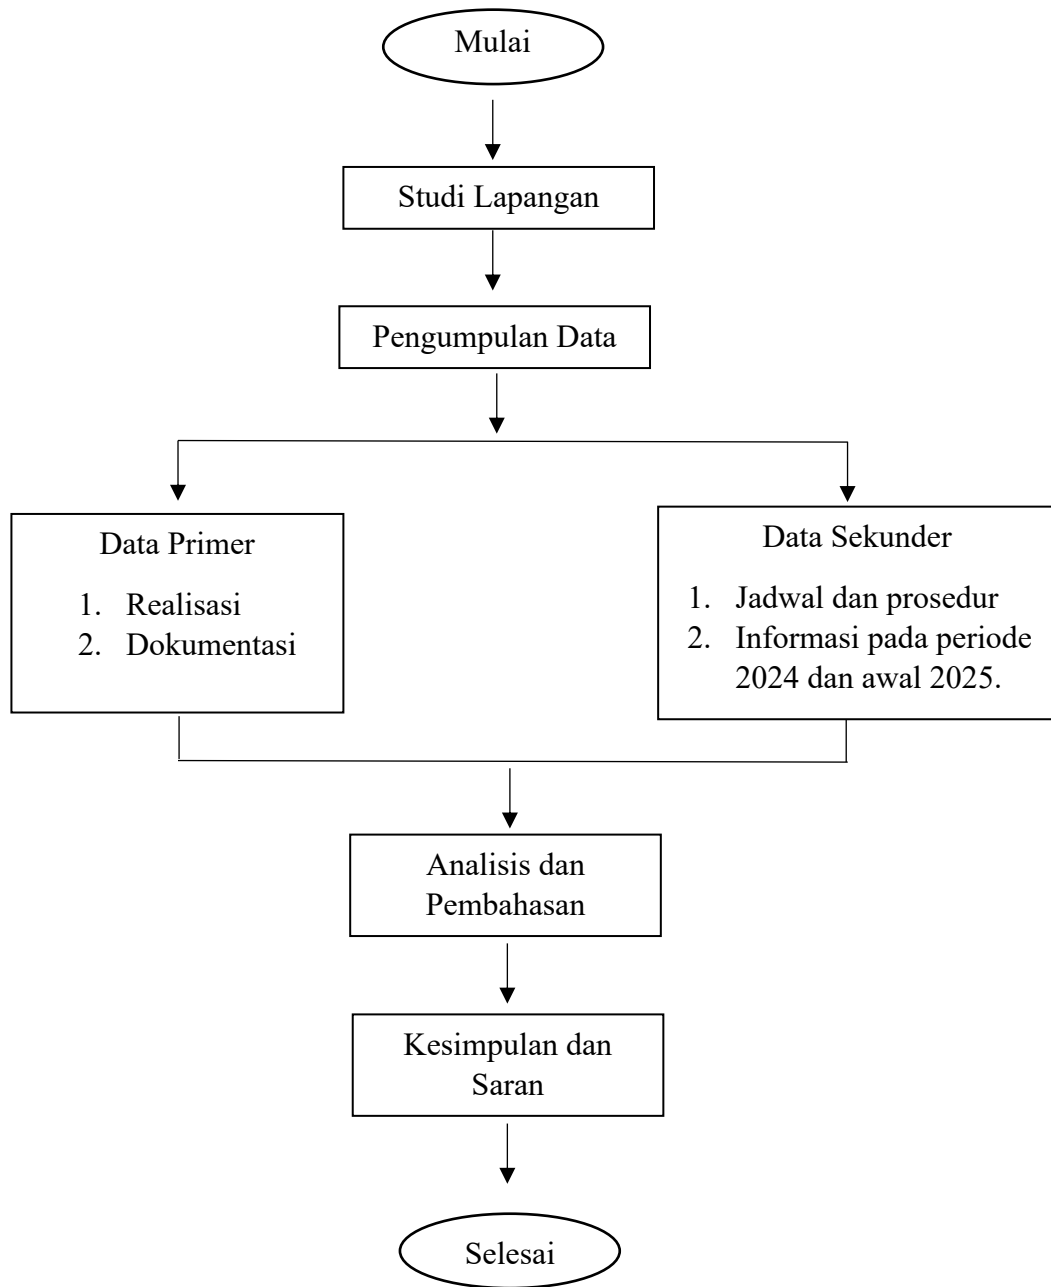 Mulai
Studi Lapangan
Pengumpulan Data
Data Primer
1. Realisasi
2. Dokumentasi
Data Sekunder
1. Jadwal dan prosedur
2. Informasi pada periode
2024 dan awal 2025.
Analisis dan
Pembahasan
Kesimpulan dan
Saran
Selesai